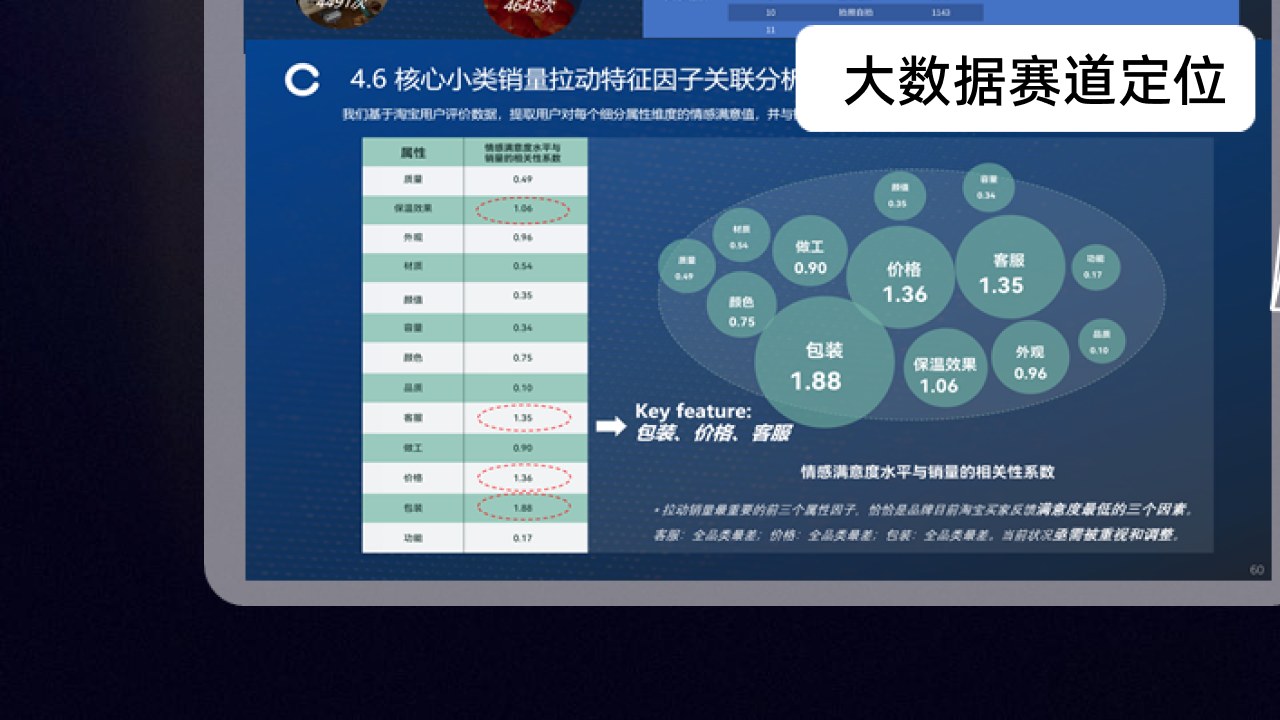 4491次
4645次
10 1143
11
大数据赛道定位
4.6 核心小类销量拉动特征因子关联分析
我们基于淘宝用户评价数据，提取用户对每个细分属性维度的情感满意值，并与
属性 情感满意度水平与
销量的相关性系数
质量 0.49
保温效果 1.06
外观 0.96
材质 0.54
颜值 0.35
容量 0.34
颜色 0.75
品质 0.10
客服 1.35
做工 0.90
价格 1.36
包装 1.88
功能 0.17
颜值
0.35
容量
0.34
材质
0.54
做工
0.90
质量
0.49
价格
1.36
客服
1.35
功能
0.17
颜色
0.75
包装
1.88
保温效果
1.06
外观
0.96
品质
0.10
Key feature:
包装、价格、客服
情感满意度水平与销量的相关性系数
• 拉动销量最重要的前三个属性因子，恰恰是品牌目前淘宝买家反馈满意度最低的三个因素。
客服：全品类最差；价格：全品类最差；包装：全品类最差。当前状况亟需被重视和调整。
60